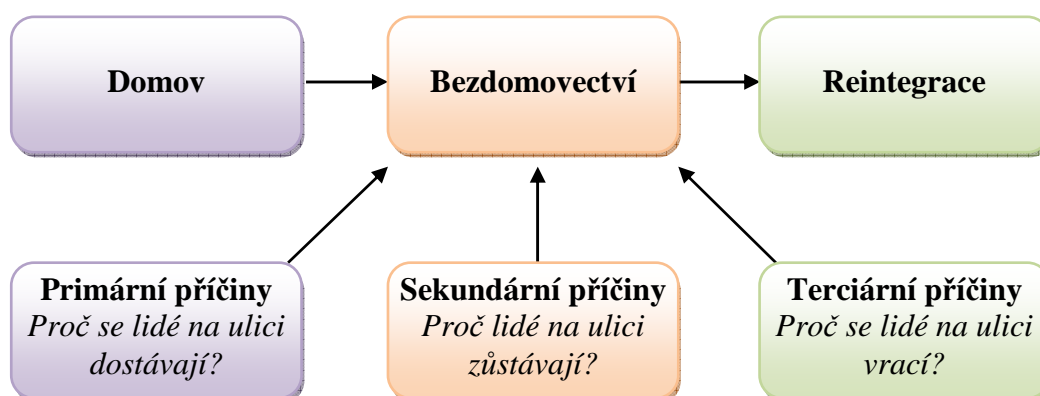 Domov
Bezdomovectví
Reintegrace
Primární příčiny
Proč se lidé na ulici
dostávají?
Sekundární příčiny
Proč lidé na ulici
zůstávají?
Terciární příčiny
Proč se lidé na ulici
vrací?